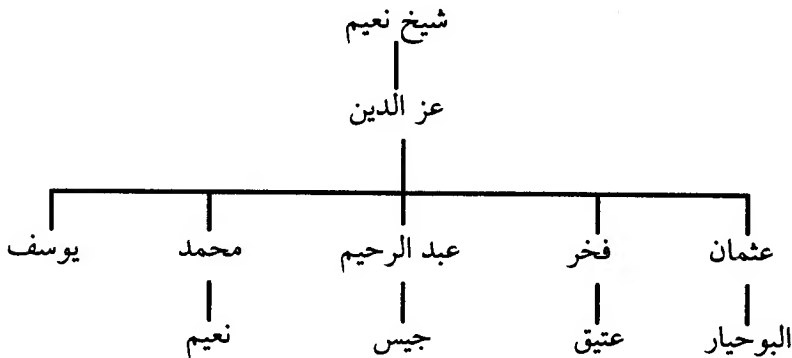 شيخ نعيم
عز الدين
عثمان فخر عبد الرحيم محمد يوسف
البوحيار عتيق جيس نعيم